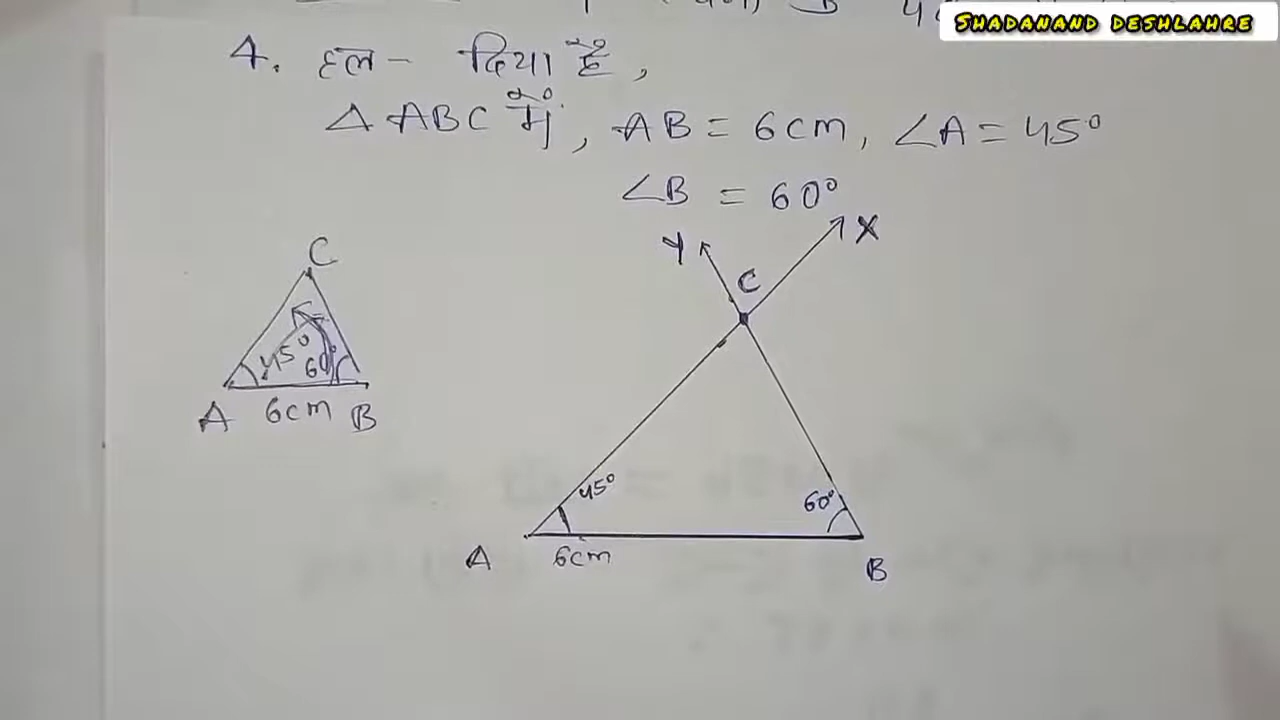 Shadanand deshlahre
4. हल - दिया है,
Δ ABC में, AB = 6cm, ∠A = 45°
∠B = 60°
Y X
C C
45° 60°
A 6cm B
45° 60°
A 6cm B